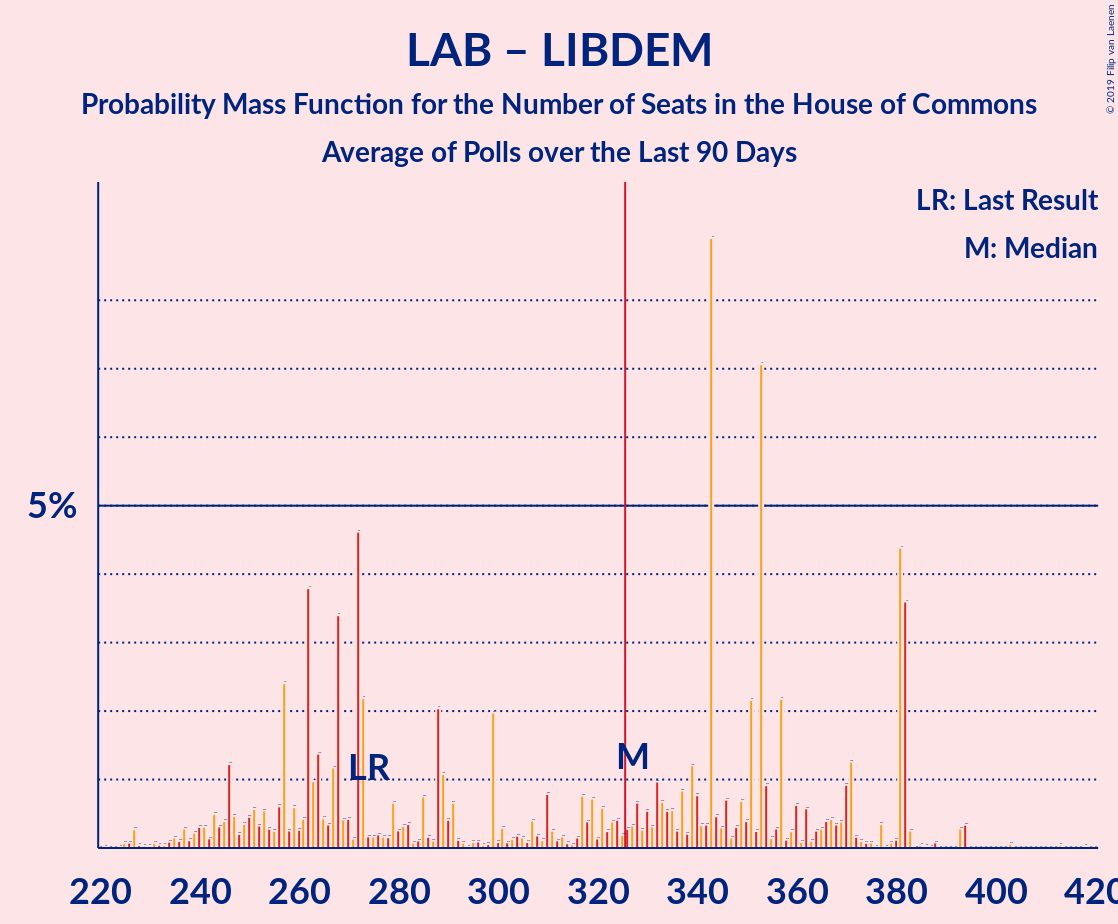 LAB – LIBDEM
Probability Mass Function for the Number of Seats in the House of Commons
Average of Polls over the Last 90 Days
© 2019 Filip van Laenen
LR: Last Result
M: Median
5%
LR
M
220 240 260 280 300 320 340 360 380 400 420